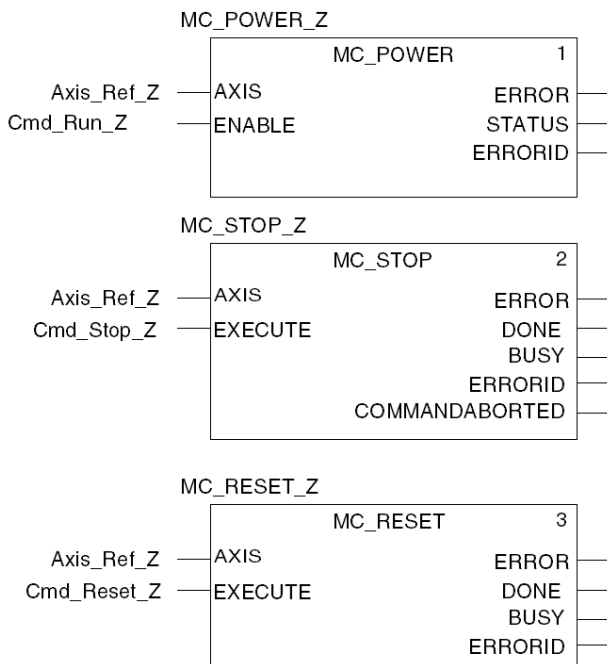 MC_POWER_Z
MC_POWER 1
Axis_Ref_Z AXIS ERROR
Cmd_Run_Z ENABLE STATUS
ERRORID
MC_STOP_Z
MC_STOP 2
Axis_Ref_Z AXIS ERROR
Cmd_Stop_Z EXECUTE DONE
BUSY
ERRORID
COMMANDABORTED
MC_RESET_Z
MC_RESET 3
Axis_Ref_Z AXIS ERROR
Cmd_Reset_Z EXECUTE DONE
BUSY
ERRORID